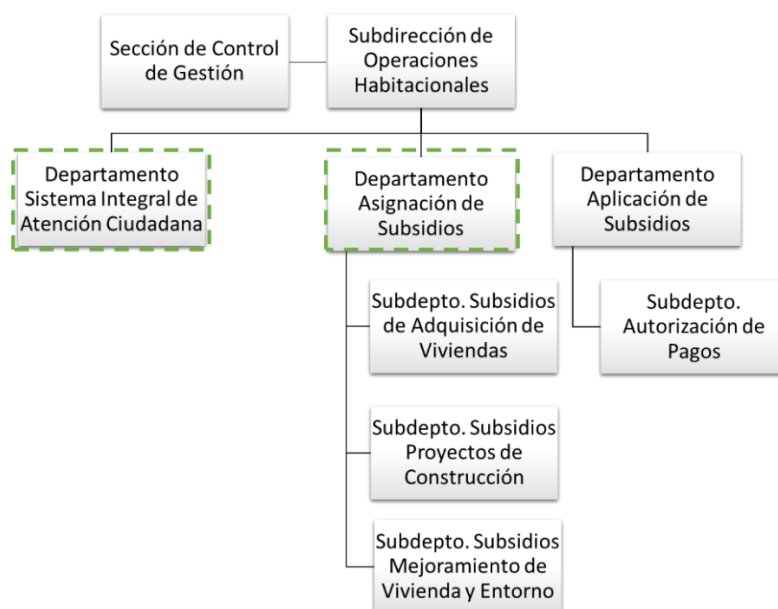 Sección de Control
de Gestión
Subdirección de
Operaciones
Habitacionales
Departamento
Sistema Integral de
Atención Ciudadana
Departamento
Asignación de
Subsidios
Departamento
Aplicación de
Subsidios
Subdepto. Subsidios
de Adquisición de
Viviendas
Subdepto.
Autorización de
Pagos
Subdepto. Subsidios
Proyectos de
Construcción
Subdepto. Subsidios
Mejoramiento de
Vivienda y Entorno